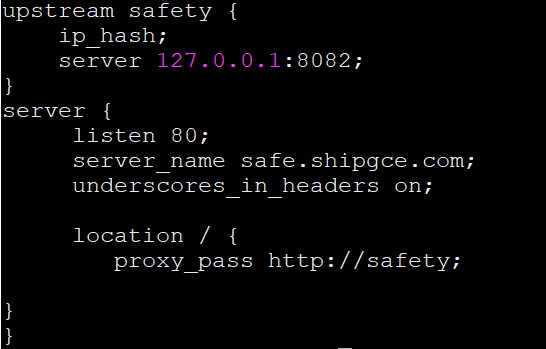 upstream safety {
    ip_hash;
    server 127.0.0.1:8082;
}
server {
     listen 80;
     server_name safe.shipgce.com;
     underscores_in_headers on;

     location / {
        proxy_pass http://safety;

}
}